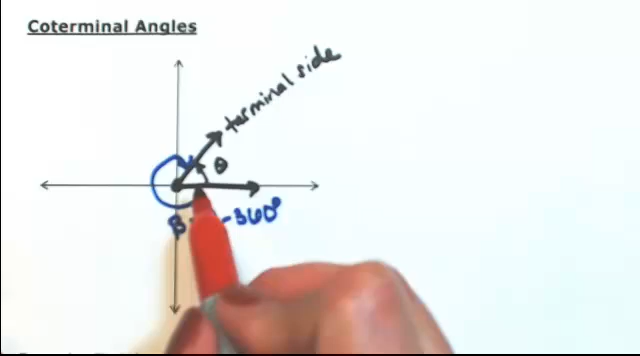 Coterminal Angles
terminal side
θ
β -360°